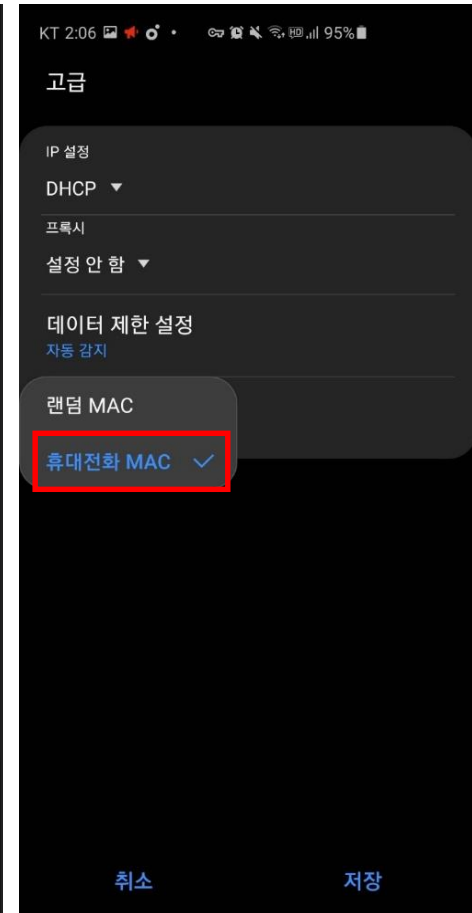 KT 2:06 95%
고급
IP 설정
DHCP
프록시
설정 안 함
데이터 제한 설정
자동 감지
랜덤 MAC
휴대전화 MAC
취소 저장